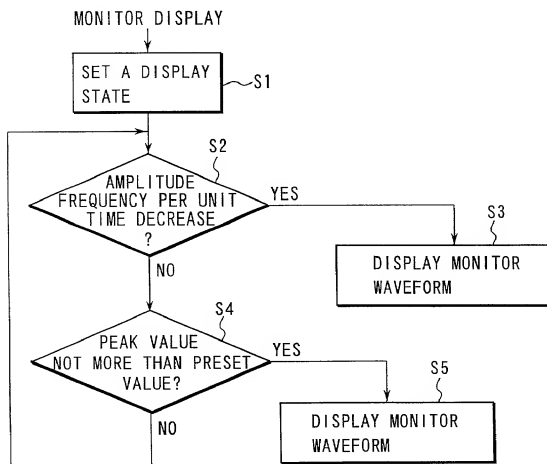 MONITOR DISPLAY
SET A DISPLAY
STATE
S1
S2
AMPLITUDE
FREQUENCY PER UNIT
TIME DECREASE
?
YES
S3
DISPLAY MONITOR
WAVEFORM
NO
S4
PEAK VALUE
NOT MORE THAN PRESET
VALUE?
YES
S5
DISPLAY MONITOR
WAVEFORM
NO